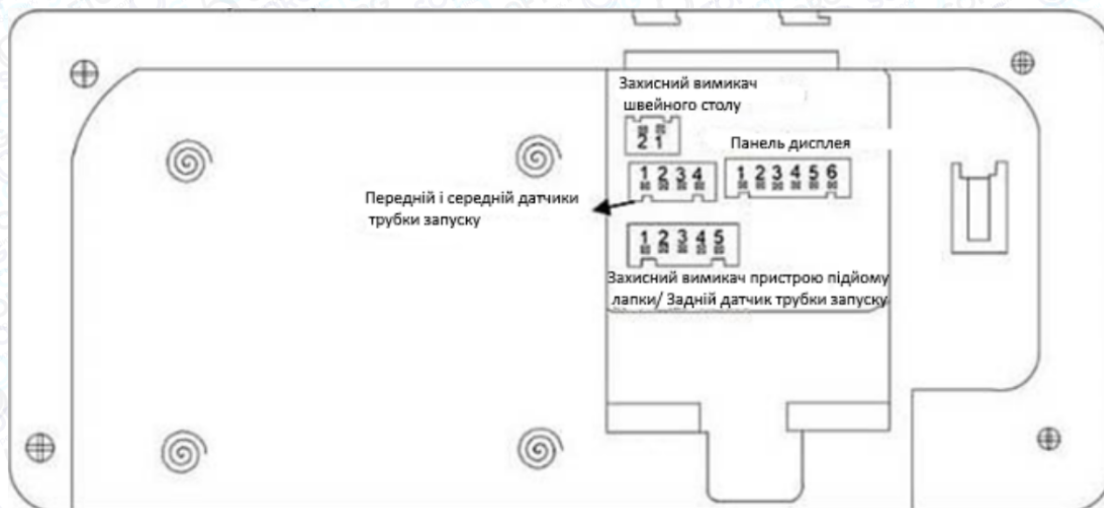 Захисний вимикач
швейного столу
2 1
Панель дисплея
1 2 3 4
1 2 3 4 5 6
Передній і середній датчики
трубки запуску
1 2 3 4 5
Захисний вимикач пристрою підйому
лапки/ Задній датчик трубки запуску